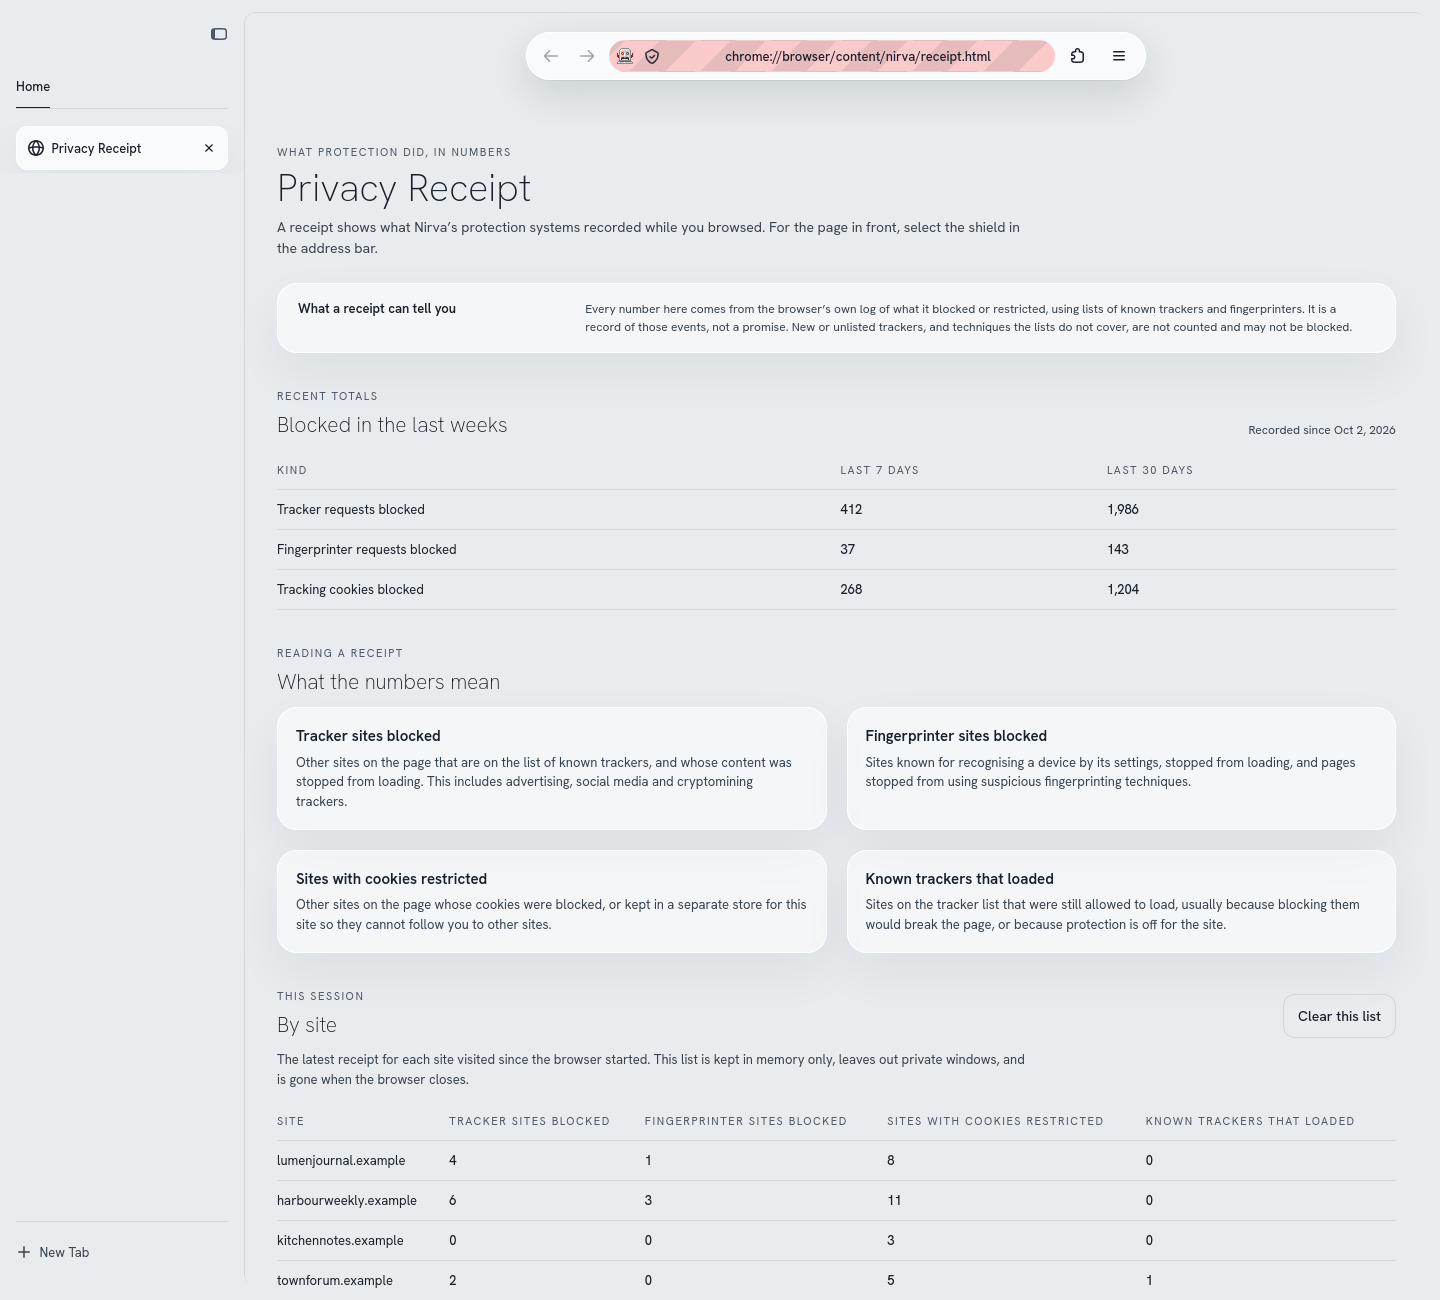 Home
Privacy Receipt
chrome://browser/content/nirva/receipt.html
WHAT PROTECTION DID, IN NUMBERS
Privacy Receipt
A receipt shows what Nirva’s protection systems recorded while you browsed. For the page in front, select the shield in
the address bar.
What a receipt can tell you
Every number here comes from the browser’s own log of what it blocked or restricted, using lists of known trackers and fingerprinters. It is a
record of those events, not a promise. New or unlisted trackers, and techniques the lists do not cover, are not counted and may not be blocked.
RECENT TOTALS
Blocked in the last weeks
Recorded since Oct 2, 2026
KIND LAST 7 DAYS LAST 30 DAYS
Tracker requests blocked 412 1,986
Fingerprinter requests blocked 37 143
Tracking cookies blocked 268 1,204
READING A RECEIPT
What the numbers mean
Tracker sites blocked
Other sites on the page that are on the list of known trackers, and whose content was
stopped from loading. This includes advertising, social media and cryptomining
trackers.
Fingerprinter sites blocked
Sites known for recognising a device by its settings, stopped from loading, and pages
stopped from using suspicious fingerprinting techniques.
Sites with cookies restricted
Other sites on the page whose cookies were blocked, or kept in a separate store for this
site so they cannot follow you to other sites.
Known trackers that loaded
Sites on the tracker list that were still allowed to load, usually because blocking them
would break the page, or because protection is off for the site.
THIS SESSION
By site
Clear this list
The latest receipt for each site visited since the browser started. This list is kept in memory only, leaves out private windows, and
is gone when the browser closes.
SITE TRACKER SITES BLOCKED FINGERPRINTER SITES BLOCKED SITES WITH COOKIES RESTRICTED KNOWN TRACKERS THAT LOADED
lumenjournal.example 4 1 8 0
harbourweekly.example 6 3 11 0
kitchennotes.example 0 0 3 0
townforum.example 2 0 5 1
New Tab